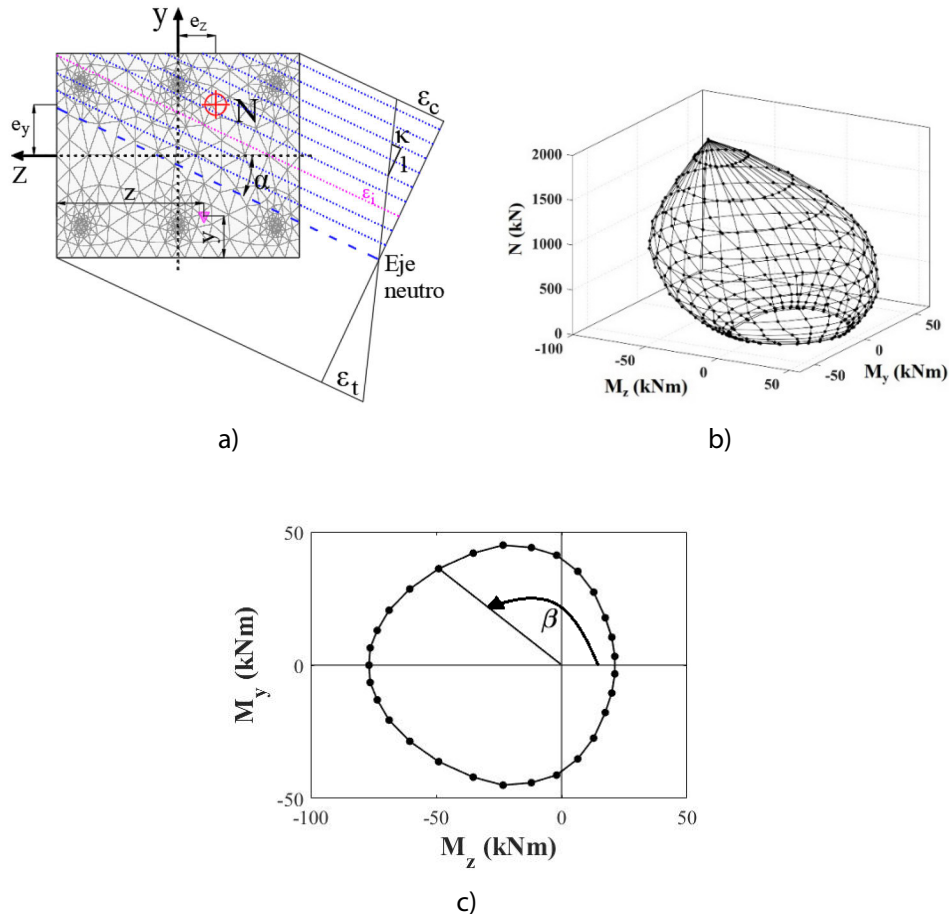 y
e_z
ε_c
e_y
N
κ
1
z
α
ε_i
z
y
Eje
neutro
ε_t
a)
2000
1500
1000
500
0
N (kN)
-100
-50
0
50
M_z (kNm)
-50
0
50
M_y (kNm)
b)
50
0
-50
M_y (kNm)
β
-100
-50
0
50
M_z (kNm)
c)